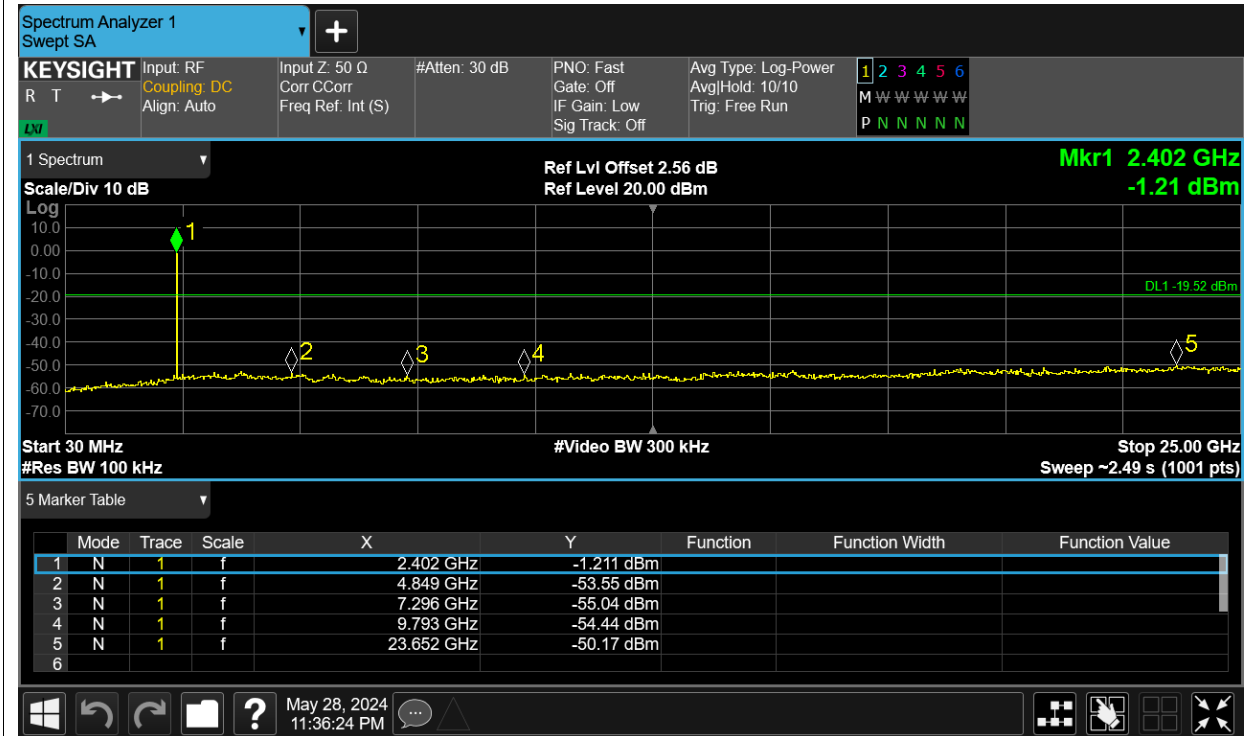 Spectrum Analyzer 1
Swept SA
+
KEYSIGHT
R T
LXI
Input: RF
Coupling: DC
Align: Auto
Input Z: 50 Ω
Corr CCorr
Freq Ref: Int (S)
#Atten: 30 dB
PNO: Fast
Gate: Off
IF Gain: Low
Sig Track: Off
Avg Type: Log-Power
Avg|Hold: 10/10
Trig: Free Run
1 2 3 4 5 6
M W W W W W
P N N N N N
1 Spectrum
Scale/Div 10 dB
Log
Ref Lvl Offset 2.56 dB
Ref Level 20.00 dBm
Mkr1 2.402 GHz
-1.21 dBm
10.0
0.00
-10.0
-20.0
-30.0
-40.0
-50.0
-60.0
-70.0
1
2
3
4
5
DL1 -19.52 dBm
Start 30 MHz
#Res BW 100 kHz
#Video BW 300 kHz
Stop 25.00 GHz
Sweep ~2.49 s (1001 pts)
5 Marker Table
Mode Trace Scale X Y Function Function Width Function Value
1 N 1 f 2.402 GHz -1.211 dBm
2 N 1 f 4.849 GHz -53.55 dBm
3 N 1 f 7.296 GHz -55.04 dBm
4 N 1 f 9.793 GHz -54.44 dBm
5 N 1 f 23.652 GHz -50.17 dBm
6
?
May 28, 2024
11:36:24 PM